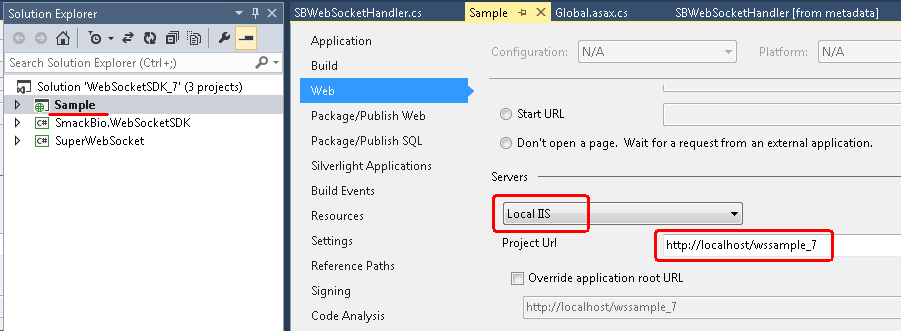 Solution Explorer
Search Solution Explorer (Ctrl+;)
Solution 'WebSocketSDK_7' (3 projects)
Sample
C# SmackBio.WebSocketSDK
C# SuperWebSocket
SBWebSocketHandler.cs
Sample
Global.asax.cs
SBWebSocketHandler [from metadata]
Application
Build
Web
Package/Publish Web
Package/Publish SQL
Silverlight Applications
Build Events
Resources
Settings
Reference Paths
Signing
Code Analysis
Configuration: N/A
Platform: N/A
Start URL
Don't open a page. Wait for a request from an external application.
Servers
Local IIS
Project Url http://localhost/wssample_7
Override application root URL
http://localhost/wssample_7